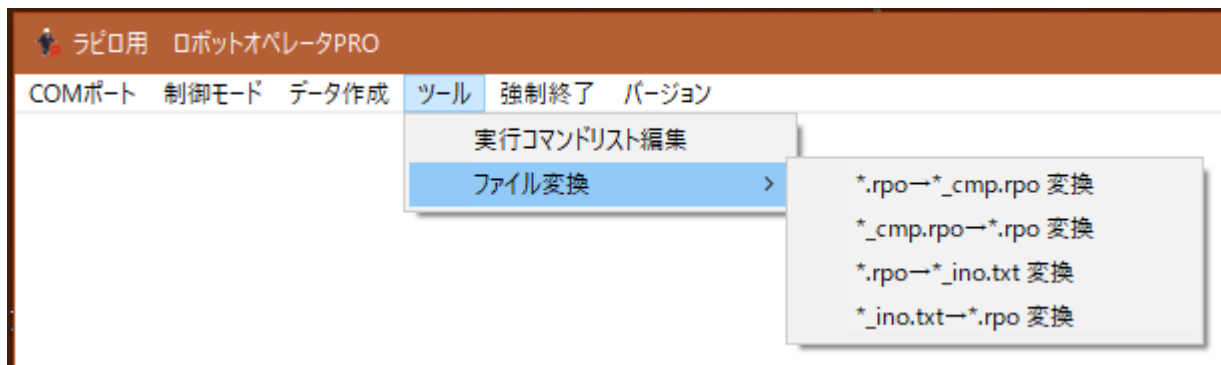 ラピロ用 ロボットオペレータPRO
COMポート 制御モード データ作成 ツール 強制終了 バージョン
実行コマンドリスト編集
ファイル変換 >
*.rpo→*_cmp.rpo 変換
*_cmp.rpo→*.rpo 変換
*.rpo→*_ino.txt 変換
*_ino.txt→*.rpo 変換